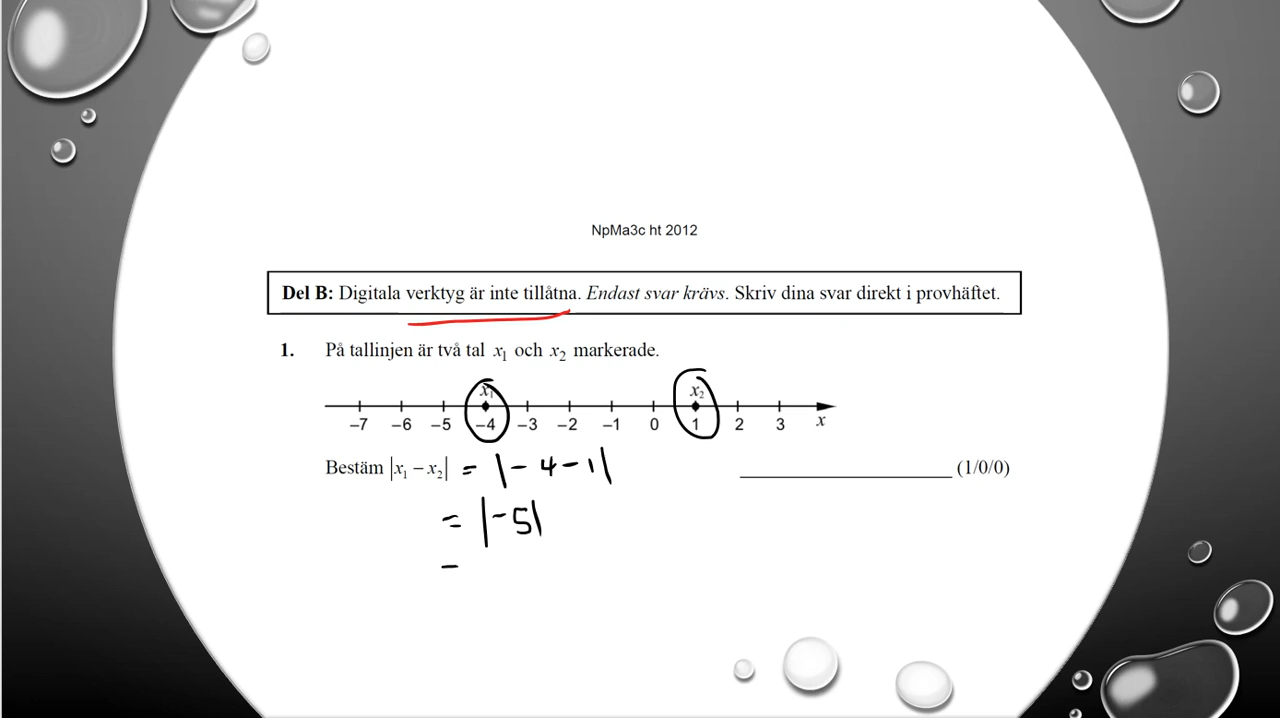 NpMa3c ht 2012
Del B: Digitala verktyg är inte tillåtna. Endast svar krävs. Skriv dina svar direkt i provhäftet.
1. På tallinjen är två tal x₁ och x₂ markerade.
x₁ x₂
–7 –6 –5 –4 –3 –2 –1 0 1 2 3 x
Bestäm |x₁ – x₂| = |-4-1| ____________________ (1/0/0)
= |-5|
-